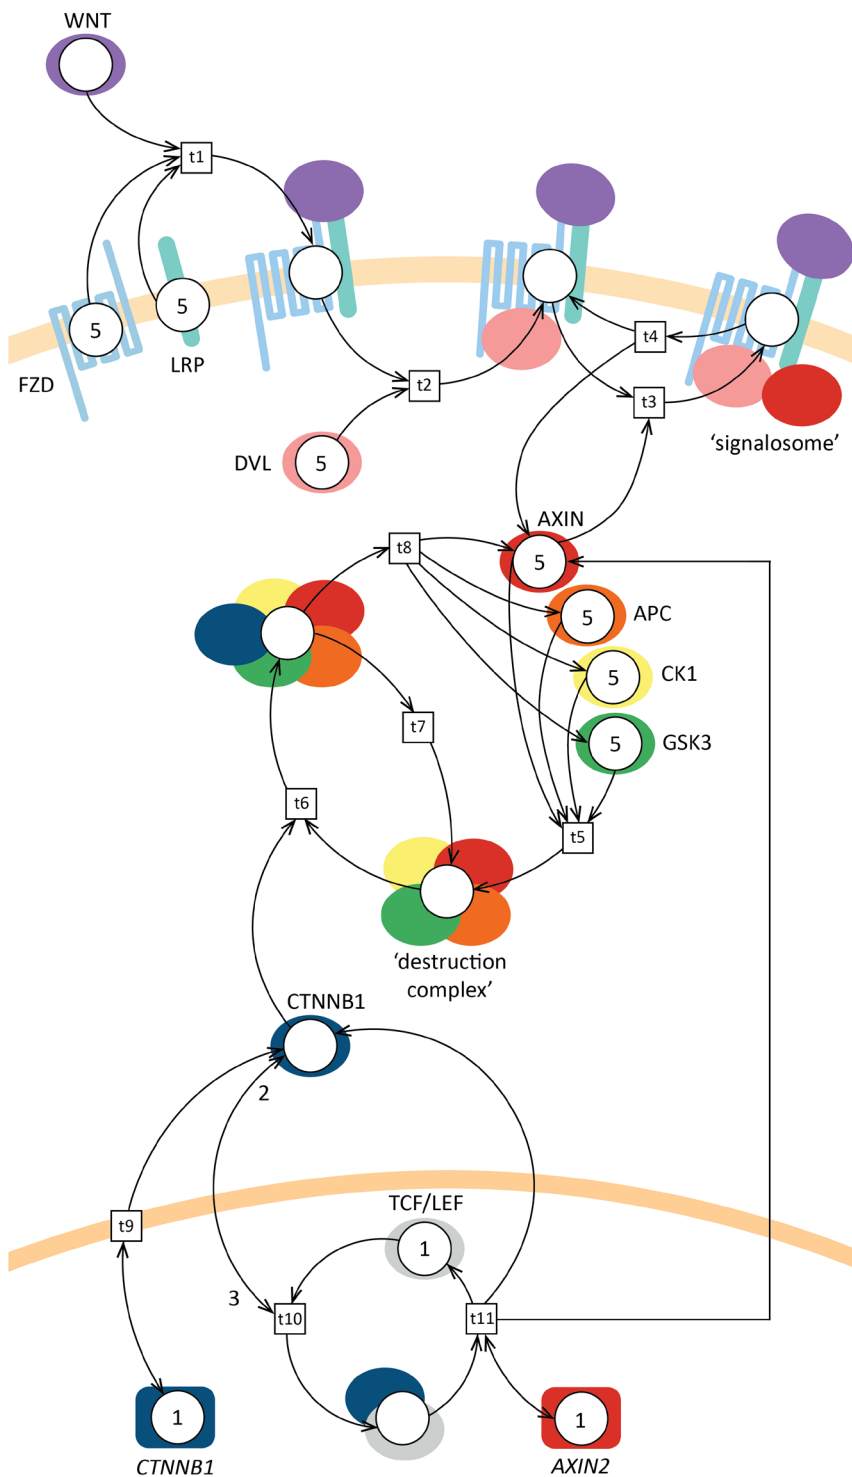 WNT
t1
5
5
FZD
LRP
t4
t2
t3
DVL
5
‘signalosome’
AXIN
t8
5
5
APC
5
CK1
t7
5
GSK3
t6
t5
‘destruction
complex’
CTNNB1
2
TCF/LEF
t9
1
3
t10
t11
1
1
CTNNB1
AXIN2